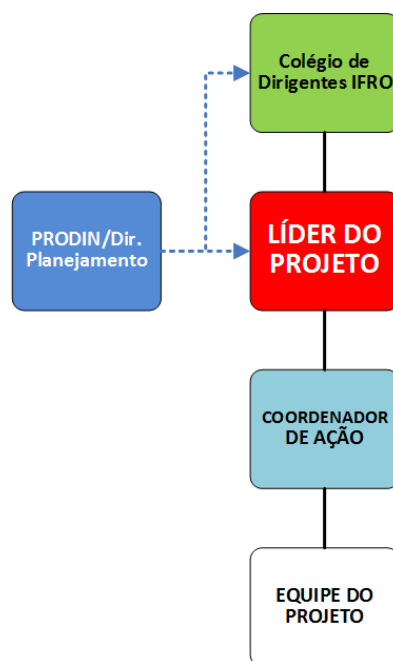 Colégio de
Dirigentes IFRO
PRODIN/Dir.
Planejamento
LÍDER DO
PROJETO
COORDENADOR
DE AÇÃO
EQUIPE DO
PROJETO